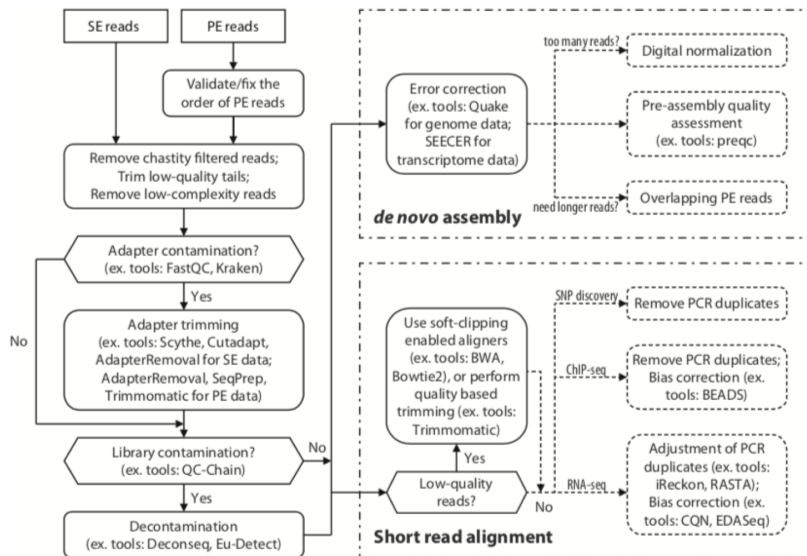 SE reads
PE reads
Validate/fix the
order of PE reads
Remove chastity filtered reads;
Trim low-quality tails;
Remove low-complexity reads
Adapter contamination?
(ex. tools: FastQC, Kraken)
Yes
No
Adapter trimming
(ex. tools: Scythe, Cutadapt,
AdapterRemoval for SE data;
AdapterRemoval, SeqPrep,
Trimmomatic for PE data)
Library contamination?
(ex. tools: QC-Chain)
No
Yes
Decontamination
(ex. tools: Deconseq, Eu-Detect)
Error correction
(ex. tools: Quake
for genome data;
SEECER for
transcriptome data)
too many reads?
Digital normalization
Pre-assembly quality
assessment
(ex. tools: preqc)
need longer reads?
Overlapping PE reads
de novo assembly
Use soft-clipping
enabled aligners
(ex. tools: BWA,
Bowtie2), or perform
quality based
trimming (ex. tools:
Trimmomatic)
Yes
Low-quality
reads?
No
SNP discovery
Remove PCR duplicates
ChIP-seq
Remove PCR duplicates;
Bias correction (ex.
tools: BEADS)
RNA-seq
Adjustment of PCR
duplicates (ex. tools:
iReckon, RASTA);
Bias correction (ex.
tools: CQN, EDASeq)
Short read alignment